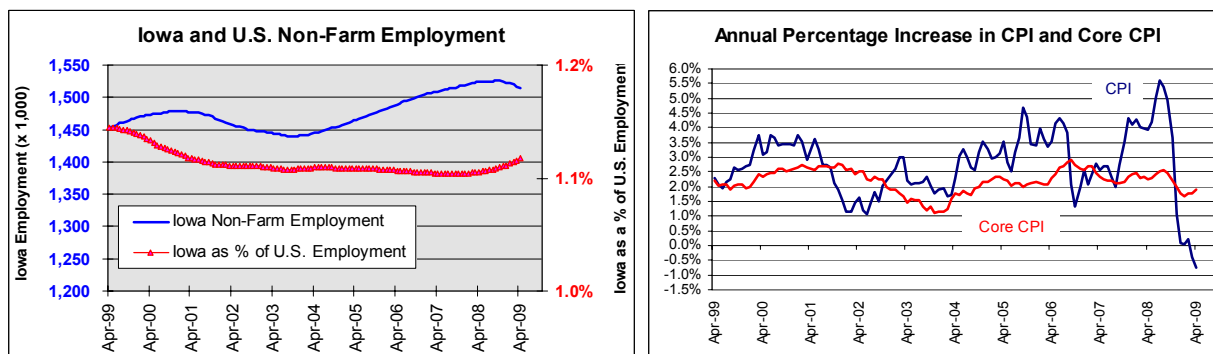 Iowa and U.S. Non-Farm Employment
Iowa Employment (x 1,000)
1,550
1,500
1,450
1,400
1,350
1,300
1,250
1,200
1.2%
1.1%
1.0%
Iowa as a % of U.S. Employment
Iowa Non-Farm Employment
Iowa as % of U.S. Employment
Apr-99
Apr-00
Apr-01
Apr-02
Apr-03
Apr-04
Apr-05
Apr-06
Apr-07
Apr-08
Apr-09
Annual Percentage Increase in CPI and Core CPI
6.0%
5.5%
5.0%
4.5%
4.0%
3.5%
3.0%
2.5%
2.0%
1.5%
1.0%
0.5%
0.0%
-0.5%
-1.0%
-1.5%
CPI
Core CPI
Apr-99
Apr-00
Apr-01
Apr-02
Apr-03
Apr-04
Apr-05
Apr-06
Apr-07
Apr-08
Apr-09